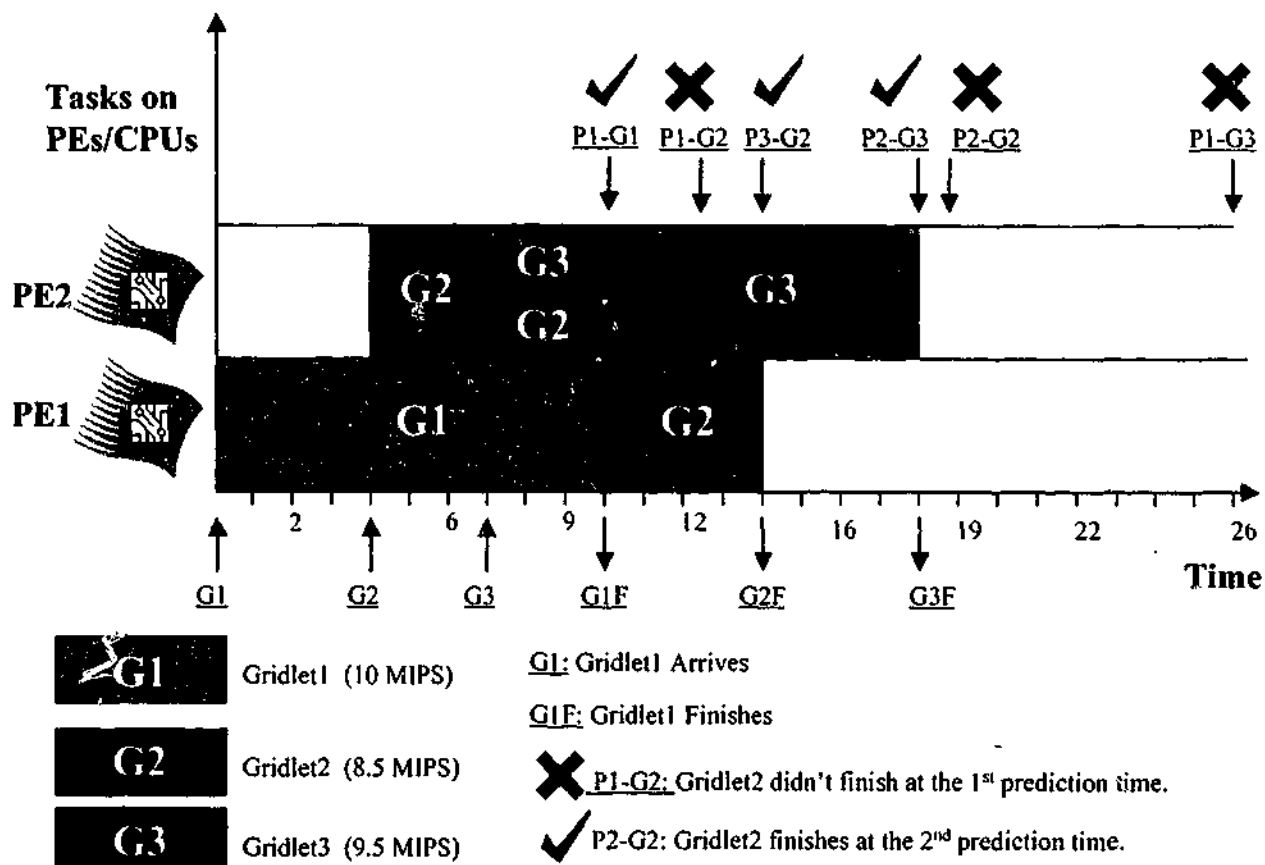 Tasks on
PEs/CPUs
P1-G1 P1-G2 P3-G2 P2-G3 P2-G2 P1-G3
G3
PE2 G2 G3
G2
PE1 G1 G2
2 6 9 12 16 19 22 26
Time
G1 G2 G3 G1F G2F G3F
G1 Gridlet1 (10 MIPS)
G1: Gridlet1 Arrives
G1F: Gridlet1 Finishes
G2 Gridlet2 (8.5 MIPS)
P1-G2: Gridlet2 didn't finish at the 1st prediction time.
G3 Gridlet3 (9.5 MIPS)
P2-G2: Gridlet2 finishes at the 2nd prediction time.